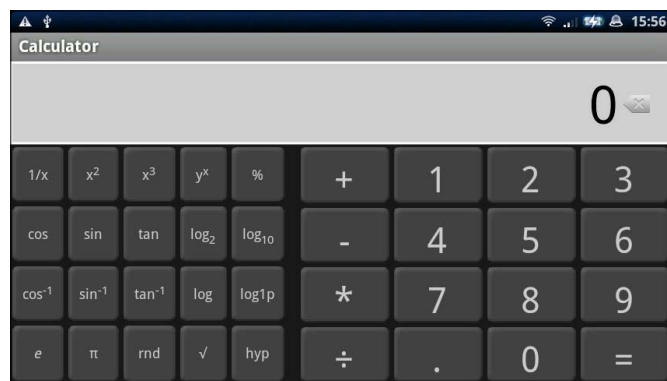 15:56
Calculator
0
1/x x² x³ yˣ % + 1 2 3
cos sin tan log₂ log₁₀ - 4 5 6
cos⁻¹ sin⁻¹ tan⁻¹ log log1p * 7 8 9
e π rnd √ hyp ÷ . 0 =